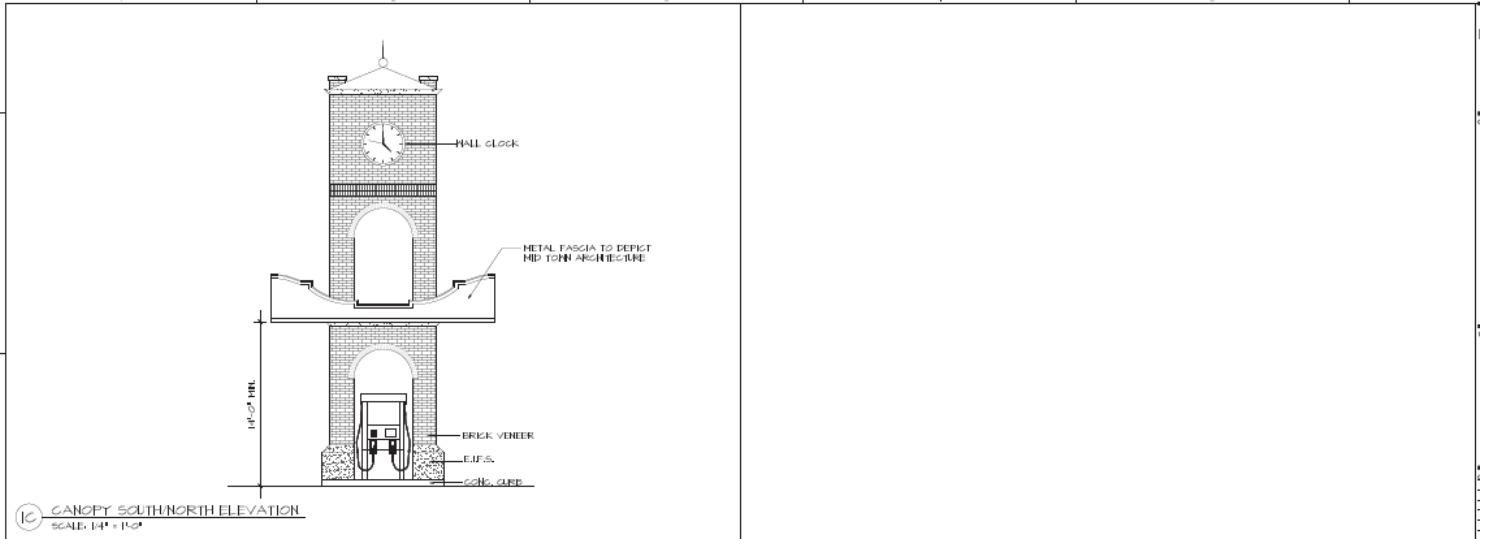 WALL CLOCK
METAL FASCIA TO DEPICT
MID TOWN ARCHITECTURE
14'-0" MIN.
BRICK VENEER
E.I.F.S.
CONC. CURB
1C
CANOPY SOUTH/NORTH ELEVATION
SCALE: 1/4" = 1'-0"